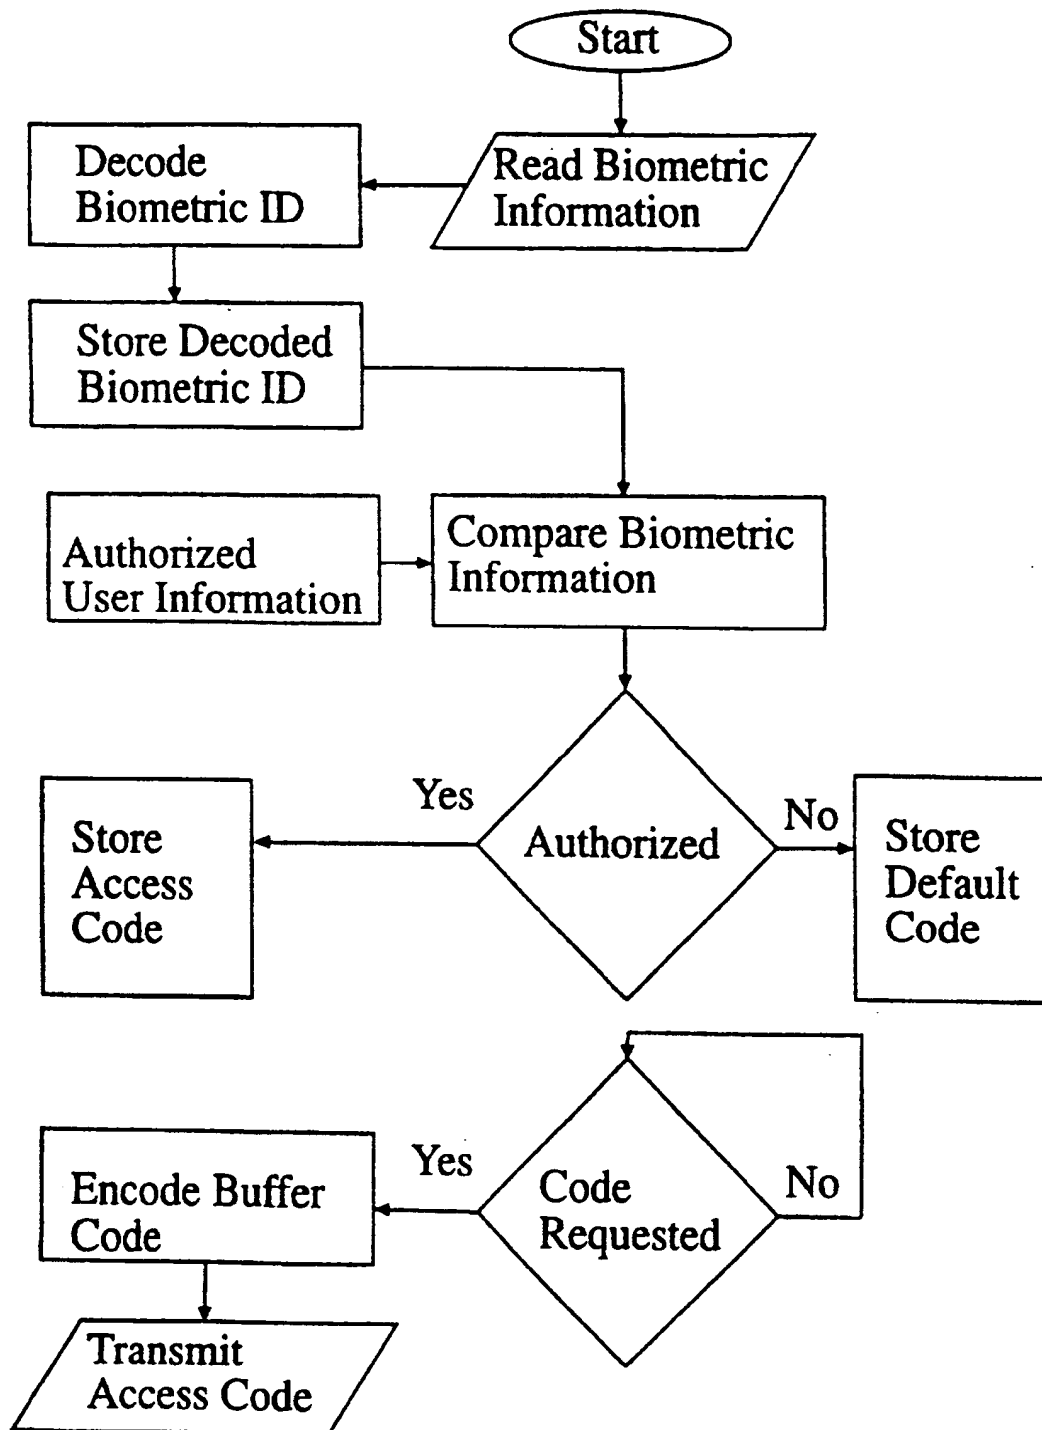 Start
Read Biometric
Information
Decode
Biometric ID
Store Decoded
Biometric ID
Authorized
User Information
Compare Biometric
Information
Authorized
Yes
No
Store
Access
Code
Store
Default
Code
Code
Requested
Yes
No
Encode Buffer
Code
Transmit
Access Code